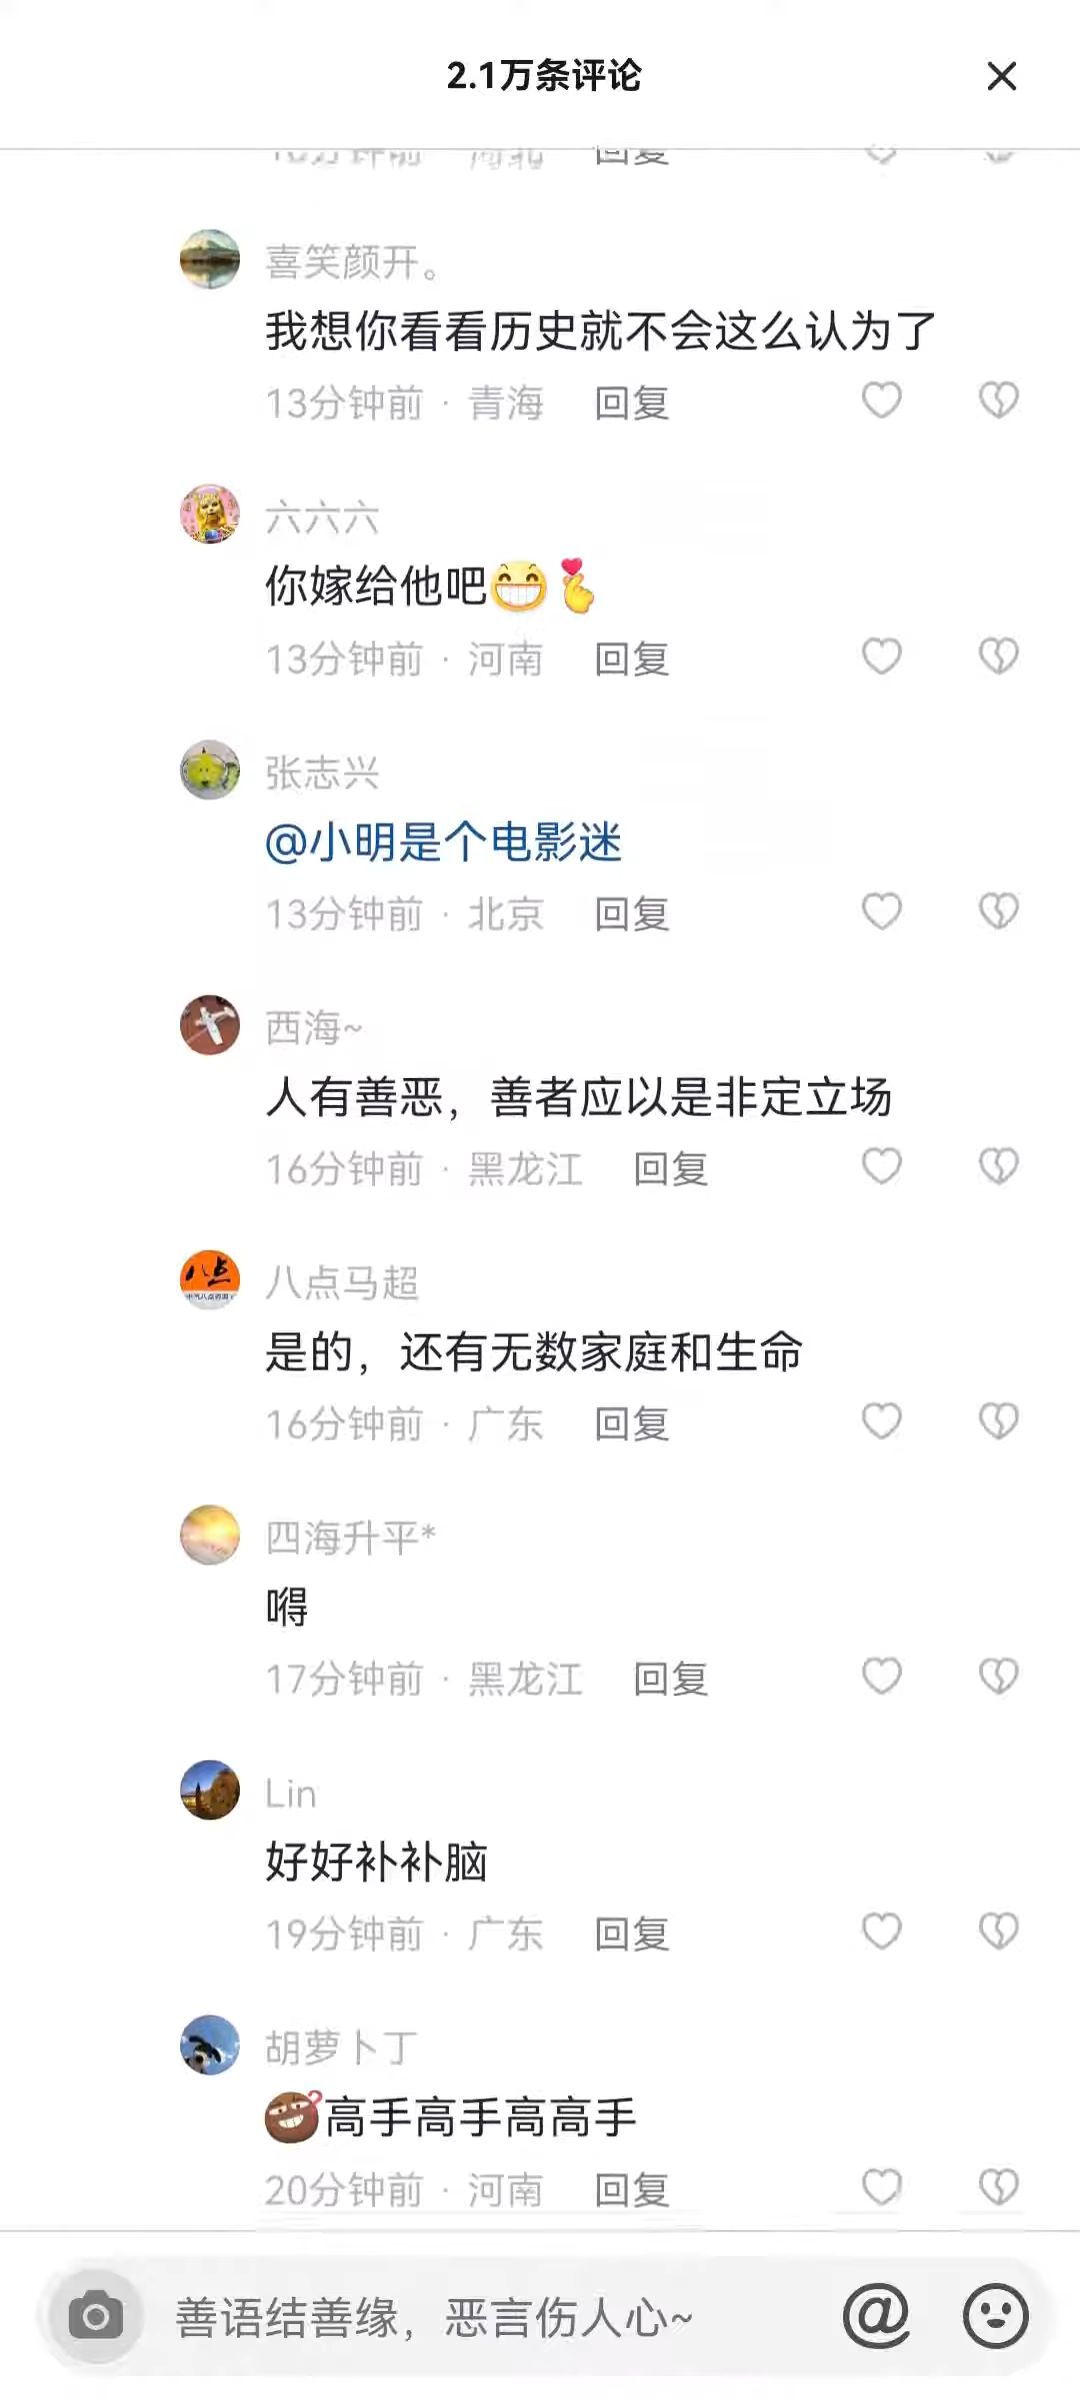 2.1万条评论
喜笑颜开。
我想你看看历史就不会这么认为了
13分钟前 · 青海 回复
六六六
你嫁给他吧
13分钟前 · 河南 回复
张志兴
@小明是个电影迷
13分钟前 · 北京 回复
西海~
人有善恶，善者应以是非定立场
16分钟前 · 黑龙江 回复
八点
八点马超
是的，还有无数家庭和生命
16分钟前 · 广东 回复
四海升平*
嘚
17分钟前 · 黑龙江 回复
Lin
好好补补脑
19分钟前 · 广东 回复
胡萝卜丁
高手高手高高手
20分钟前 · 河南 回复
善语结善缘，恶言伤人心~